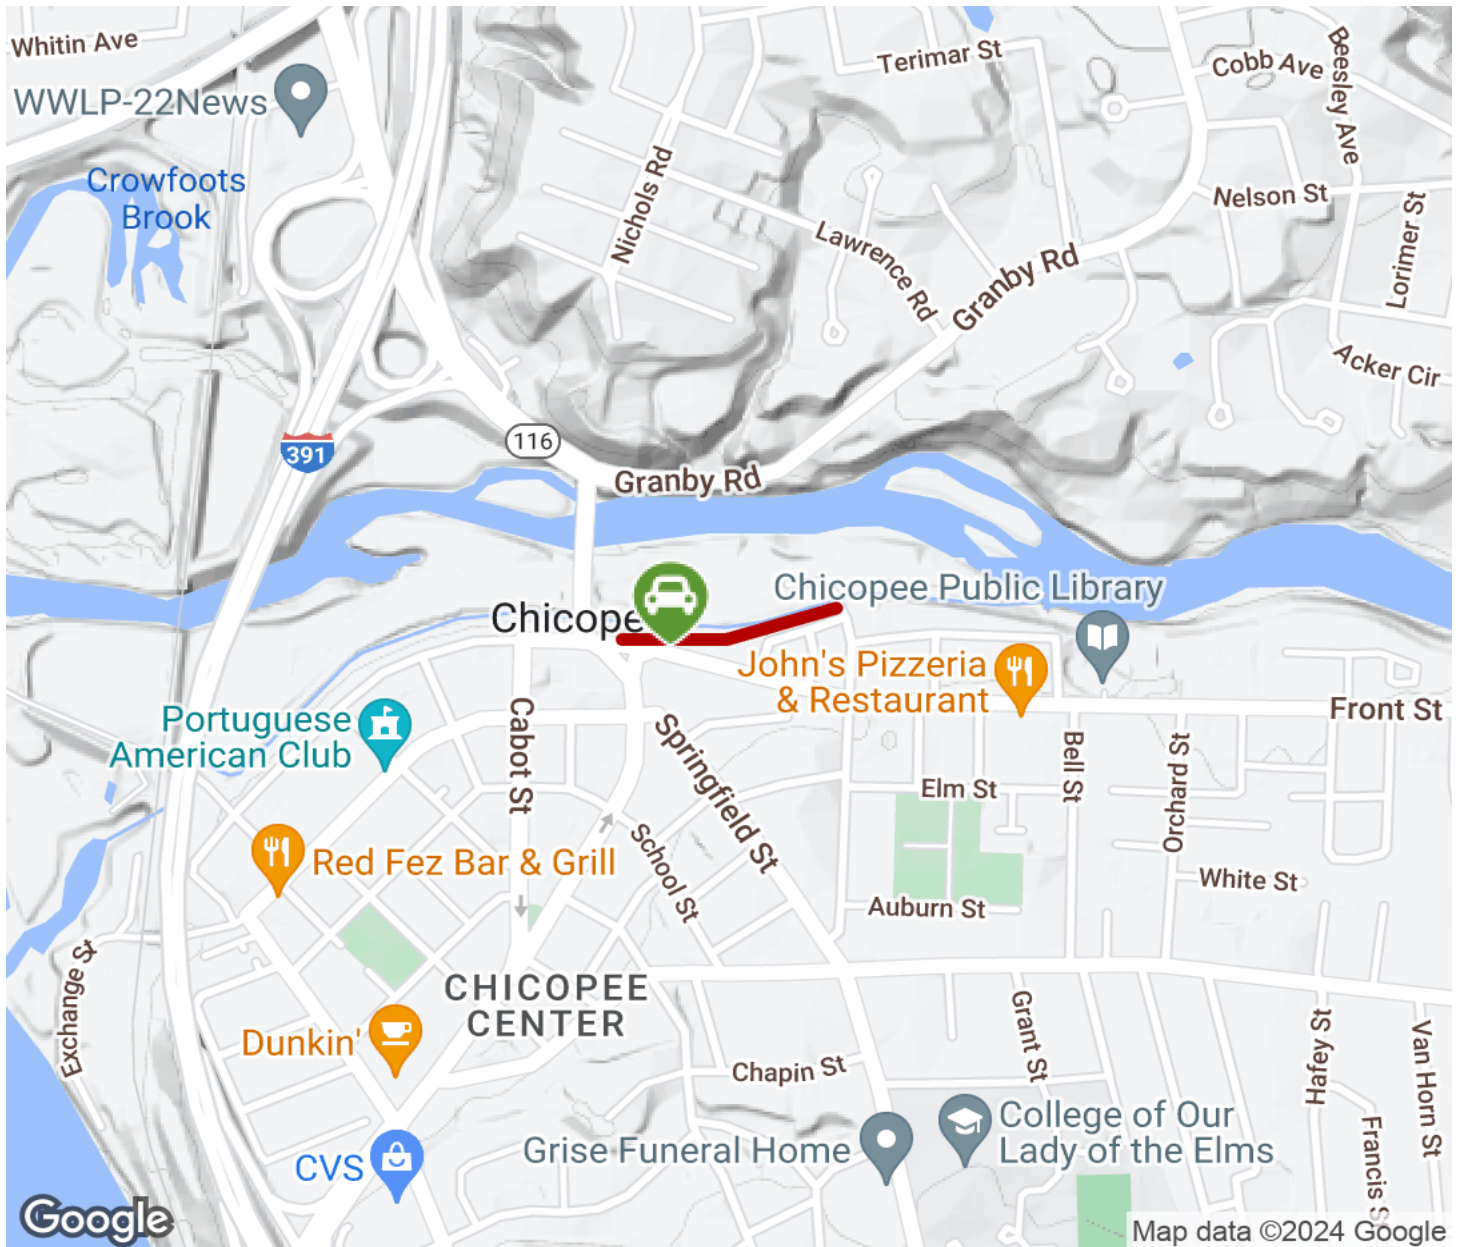 Whitin Ave
WWLP-22News
Crowfoots
Brook
Terimar St
Cobb Ave
Beesley Ave
Nichols Rd
Lawrence Rd
Granby Rd
Nelson St
Lorimer St
Acker Cir
391
116
Granby Rd
Chicope
Chicopee Public Library
John's Pizzeria
& Restaurant
Front St
Portuguese
American Club
Cabot St
Springfield St
Bell St
Orchard St
Elm St
School St
Red Fez Bar & Grill
White St
Auburn St
Exchange St
CHICOPEE
CENTER
Dunkin'
Grant St
Hafey St
Van Horn St
Chapin St
Francis S
College of Our
Lady of the Elms
Grise Funeral Home
CVS
Google
Map data ©2024 Google